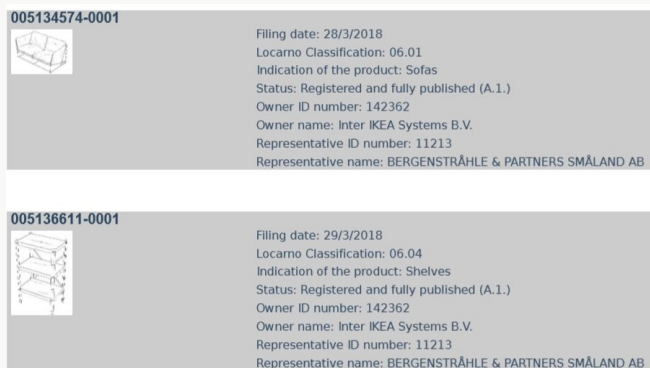 005134574-0001
Filing date: 28/3/2018
Locarno Classification: 06.01
Indication of the product: Sofas
Status: Registered and fully published (A.1.)
Owner ID number: 142362
Owner name: Inter IKEA Systems B.V.
Representative ID number: 11213
Representative name: BERGENSTRÅHLE & PARTNERS SMÅLAND AB
005136611-0001
Filing date: 29/3/2018
Locarno Classification: 06.04
Indication of the product: Shelves
Status: Registered and fully published (A.1.)
Owner ID number: 142362
Owner name: Inter IKEA Systems B.V.
Representative ID number: 11213
Representative name: BERGENSTRÅHLE & PARTNERS SMÅLAND AB